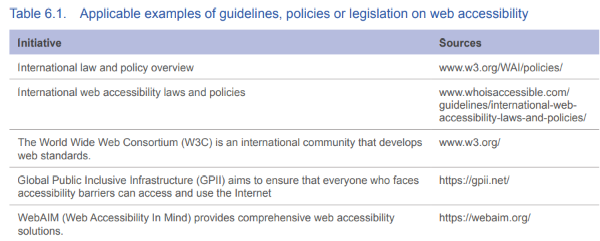 Table 6.1. Applicable examples of guidelines, policies or legislation on web accessibility
Initiative Sources
International law and policy overview www.w3.org/WAI/policies/
International web accessibility laws and policies www.whoisaccessible.com/
guidelines/international-web-
accessibility-laws-and-policies/
The World Wide Web Consortium (W3C) is an international community that develops www.w3.org/
web standards.
Global Public Inclusive Infrastructure (GPII) aims to ensure that everyone who faces https://gpii.net/
accessibility barriers can access and use the Internet
WebAIM (Web Accessibility In Mind) provides comprehensive web accessibility https://webaim.org/
solutions.